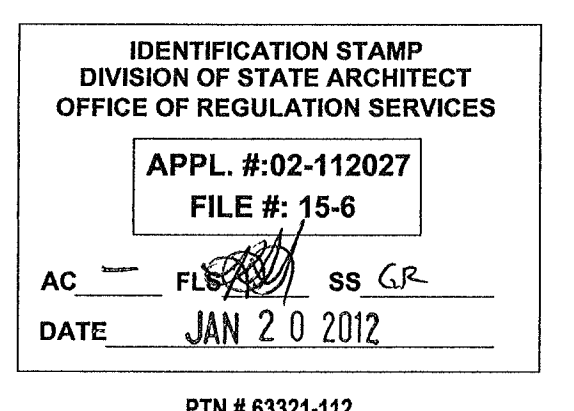 IDENTIFICATION STAMP
DIVISION OF STATE ARCHITECT
OFFICE OF REGULATION SERVICES
APPL. #:02-112027
FILE #: 15-6
AC — FLS SS GR
DATE JAN 20 2012
PTN # 63321-112